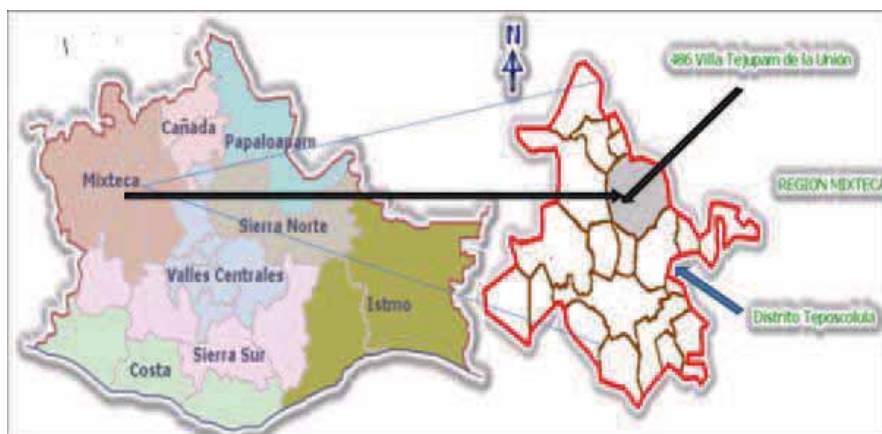 N
486 Villa Tejupam de la Unión
Cañada
Papaloapam
Mixteca
REGION MIXTECA
Sierra Norte
Valles Centrales
Istmo
Distrito Teposcolula
Sierra Sur
Costa